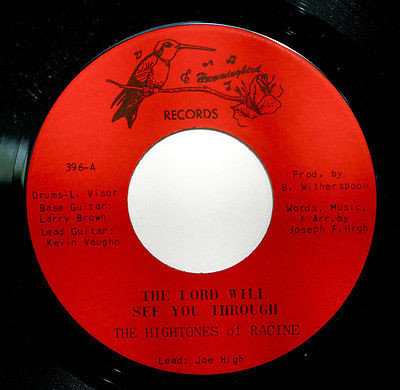 Hummingbird
RECORDS
396-A
Drums-L. Visor
Base Guitar:
Larry Brown
Lead Guitar:
Kevin Vaughn
Prod. by
B. Witherspoon
Words, Music,
& Arr.by
Joseph F. High
THE LORD WILL
SEE YOU THROUGH
THE HIGHTONES of RACINE
Lead: Joe High